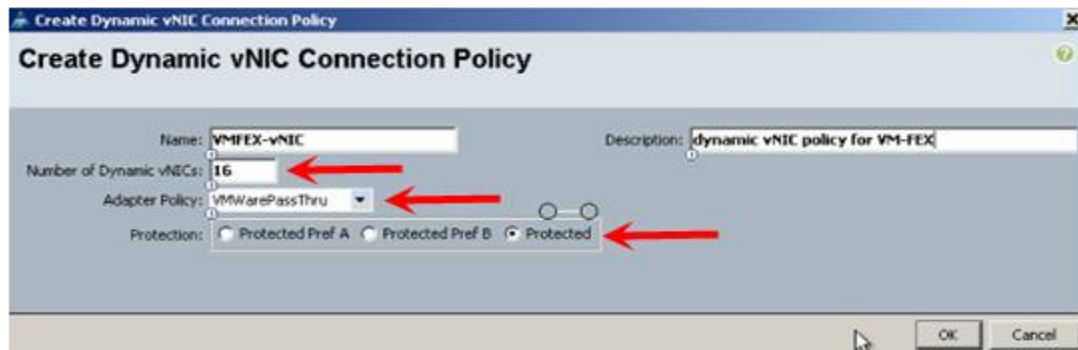 Create Dynamic vNIC Connection Policy
Create Dynamic vNIC Connection Policy
Name: VMFEX-vNIC Description: dynamic vNIC policy for VM-FEX
Number of Dynamic vNICs: 16
Adapter Policy: VMWarePassThru
Protection: Protected Pref A Protected Pref B Protected
OK Cancel